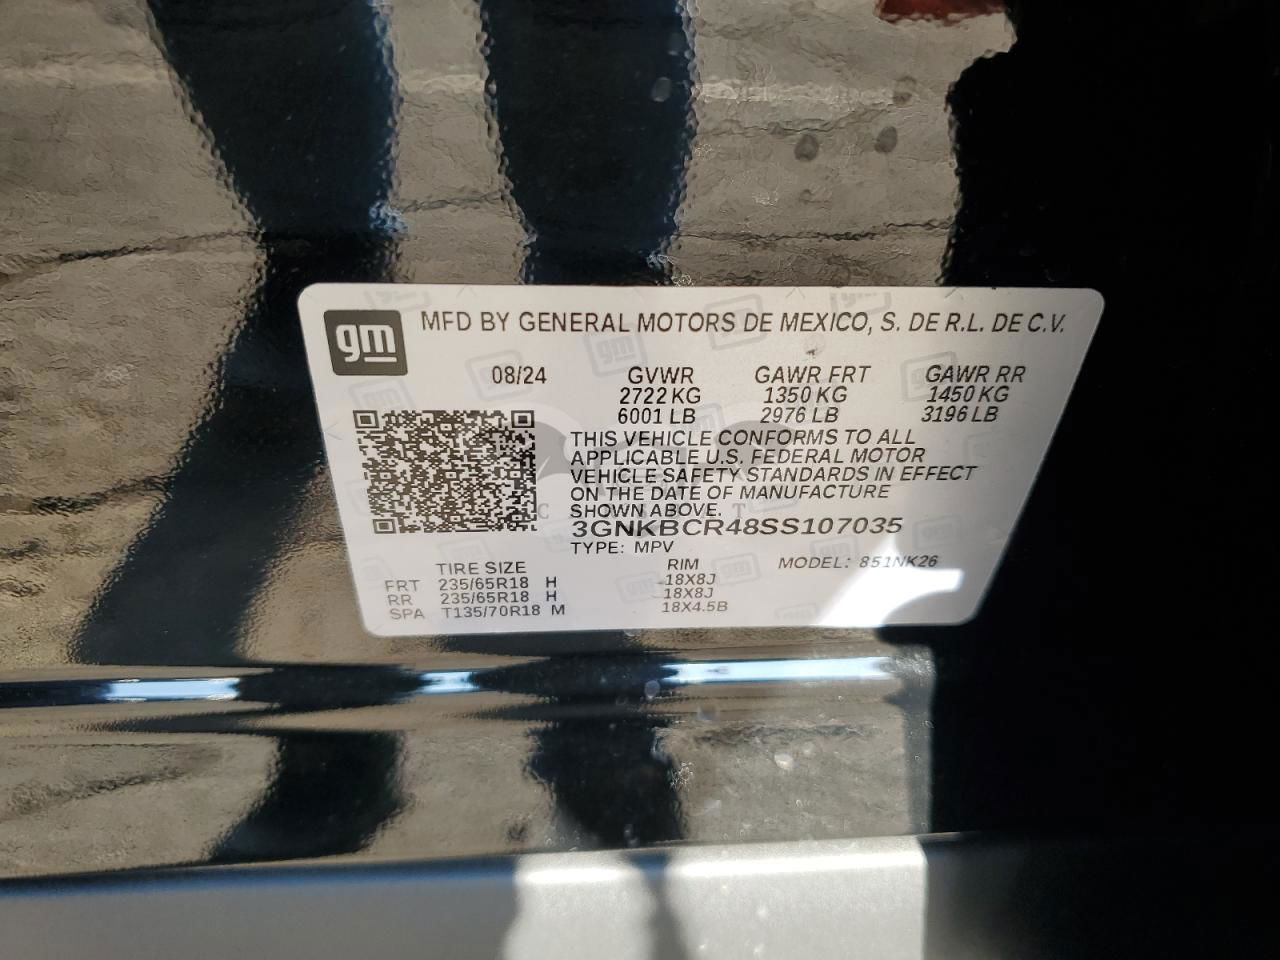 gm
MFD BY GENERAL MOTORS DE MEXICO, S. DE R.L. DE C.V.
08/24 GVWR GAWR FRT GAWR RR
2722 KG 1350 KG 1450 KG
6001 LB 2976 LB 3196 LB
THIS VEHICLE CONFORMS TO ALL
APPLICABLE U.S. FEDERAL MOTOR
VEHICLE SAFETY STANDARDS IN EFFECT
ON THE DATE OF MANUFACTURE
SHOWN ABOVE.
3GNKBCR48SS107035
TYPE: MPV
TIRE SIZE RIM MODEL: 851NK26
FRT 235/65R18 H 18X8J
RR 235/65R18 H 18X8J
SPA T135/70R18 M 18X4.5B